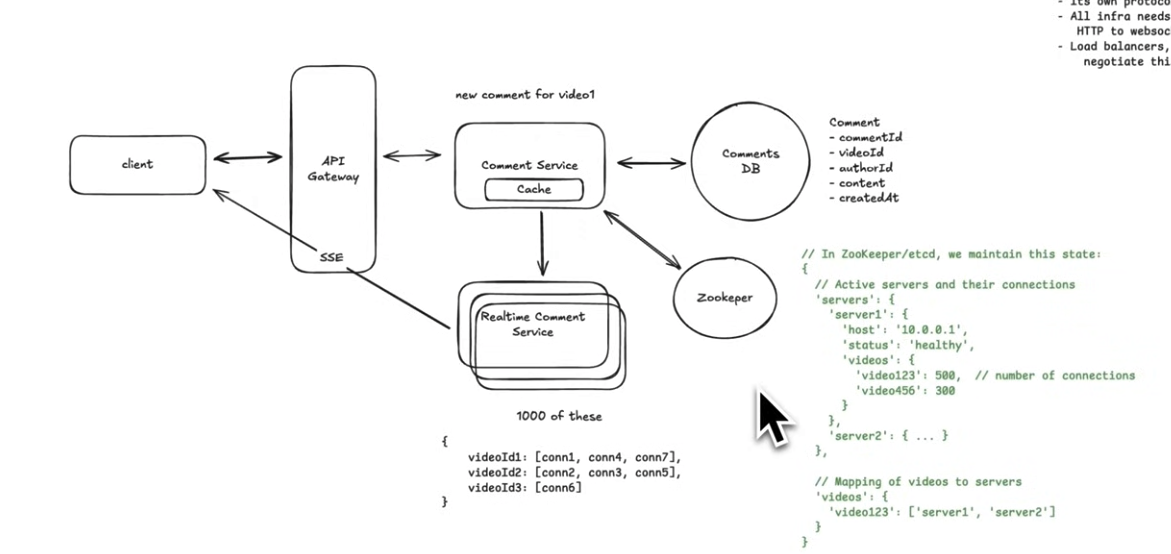 - Its own protoco
- All infra needs
HTTP to websoc
- Load balancers,
negotiate thi
new comment for video1
client
API
Gateway
SSE
Comment Service
Cache
Comments
DB
Comment
- commentId
- videoId
- authorId
- content
- createdAt
Realtime Comment
Service
Zookeper
1000 of these
{
videoId1: [conn1, conn4, conn7],
videoId2: [conn2, conn3, conn5],
videoId3: [conn6]
}
// In ZooKeeper/etcd, we maintain this state:
{
// Active servers and their connections
'servers': {
'server1': {
'host': '10.0.0.1',
'status': 'healthy',
'videos': {
'video123': 500, // number of connections
'video456': 300
}
},
'server2': { ... }
},
// Mapping of videos to servers
'videos': {
'video123': ['server1', 'server2']
}
}